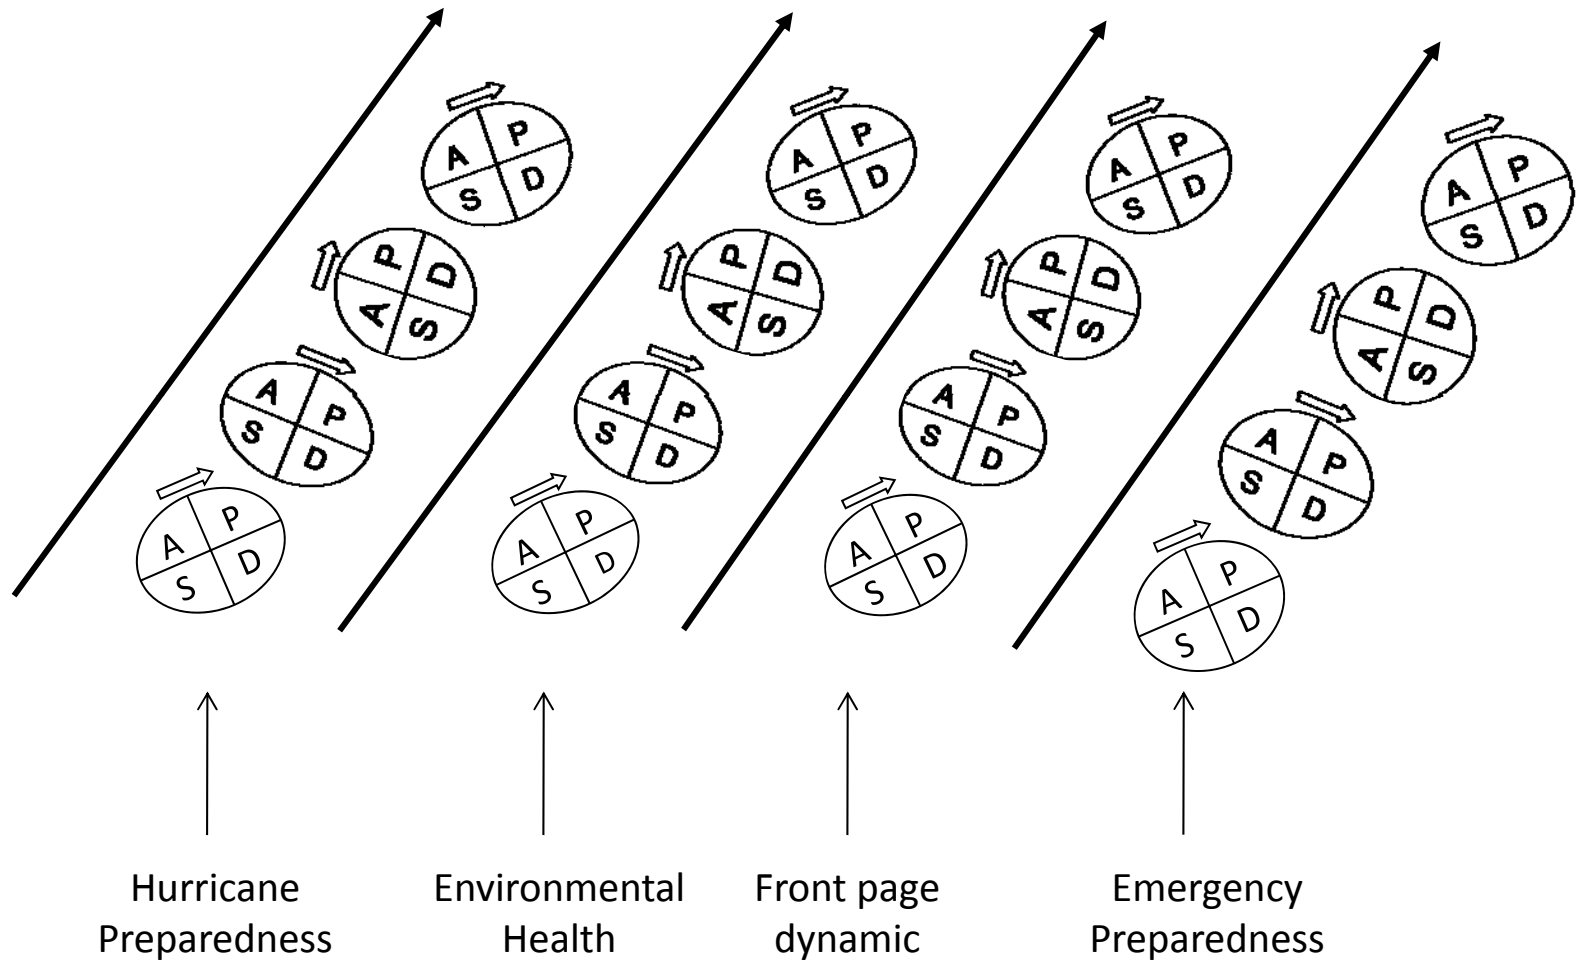 A P
S D
A P
S D
A P
S D
A P
S D
P D
A S
P D
A S
P D
A S
P D
A S
A P
S D
A P
S D
A P
S D
A P
S D
A P
S D
A P
S D
A P
S D
A P
S D
Hurricane
Preparedness
Environmental
Health
Front page
dynamic
Emergency
Preparedness